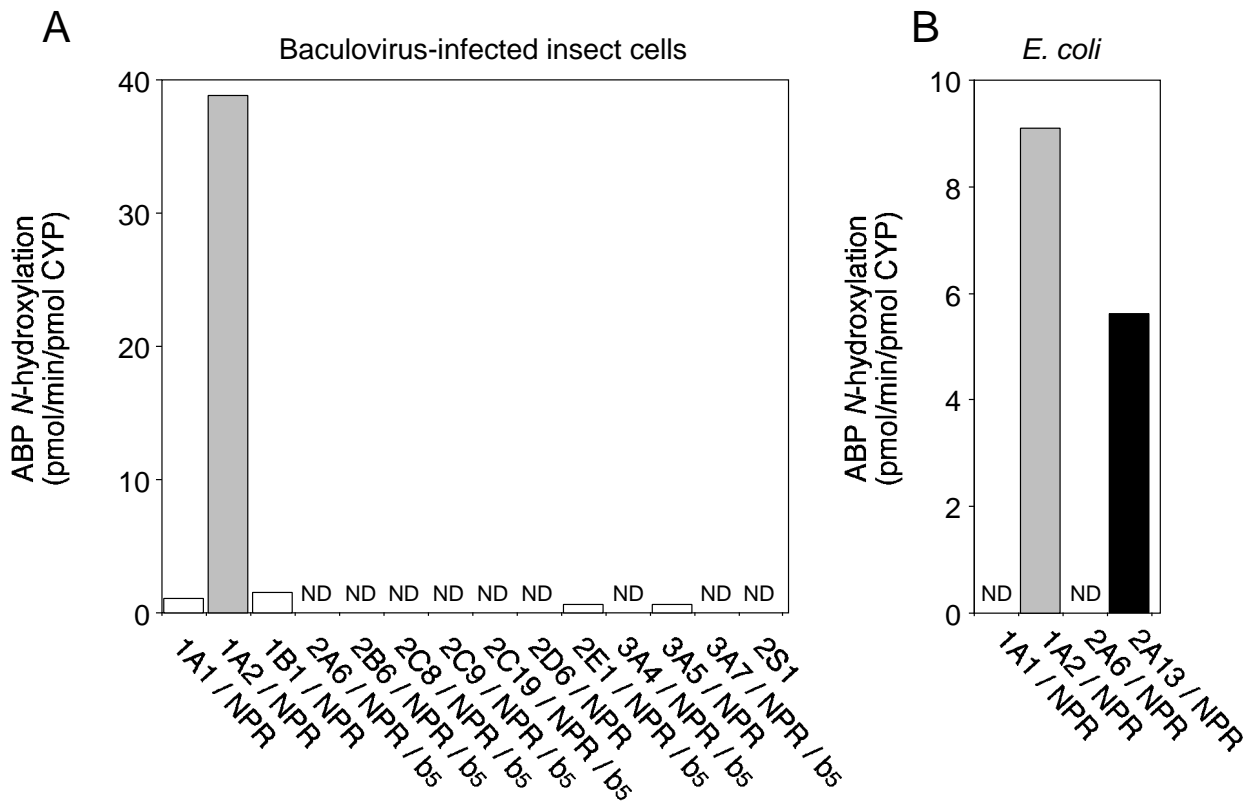 A
Baculovirus-infected insect cells
ABP N-hydroxylation
(pmol/min/pmol CYP)
40
30
20
10
0
ND ND ND ND ND ND ND ND ND
1A1 / NPR
1A2 / NPR
1B1 / NPR
2A6 / NPR / b5
2B6 / NPR / b5
2C8 / NPR / b5
2C9 / NPR / b5
2C19 / NPR / b5
2D6 / NPR
2E1 / NPR / b5
3A4 / NPR / b5
3A5 / NPR
3A7 / NPR / b5
2S1
B
E. coli
ABP N-hydroxylation
(pmol/min/pmol CYP)
10
8
6
4
2
0
ND ND
1A1 / NPR
1A2 / NPR
2A6 / NPR
2A13 / NPR